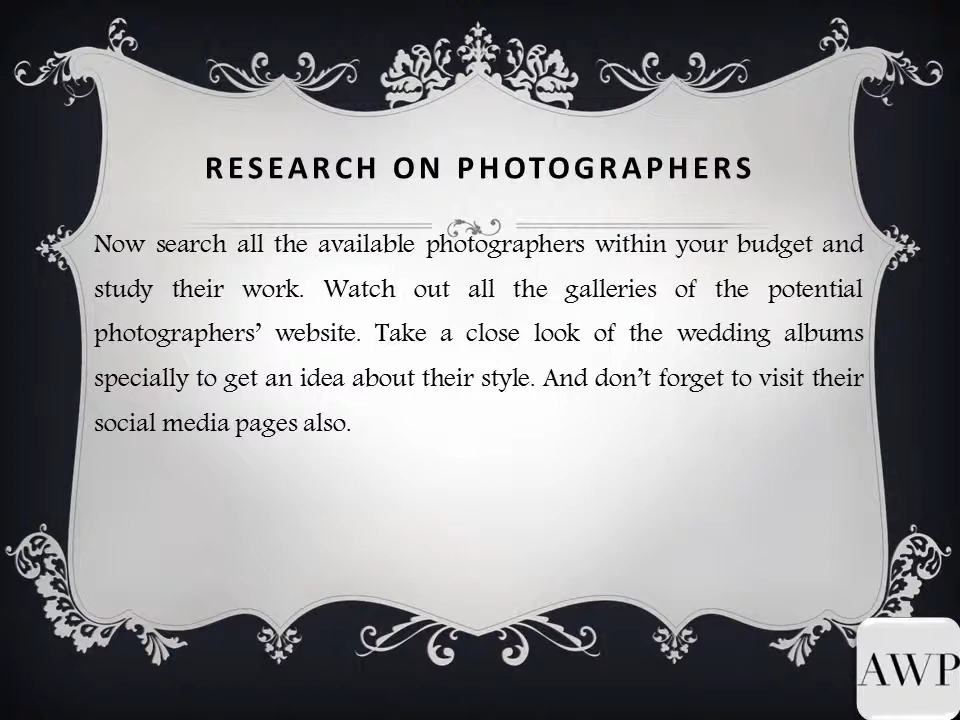 RESEARCH ON PHOTOGRAPHERS
Now search all the available photographers within your budget and
study their work. Watch out all the galleries of the potential
photographers’ website. Take a close look of the wedding albums
specially to get an idea about their style. And don’t forget to visit their
social media pages also.
AWP